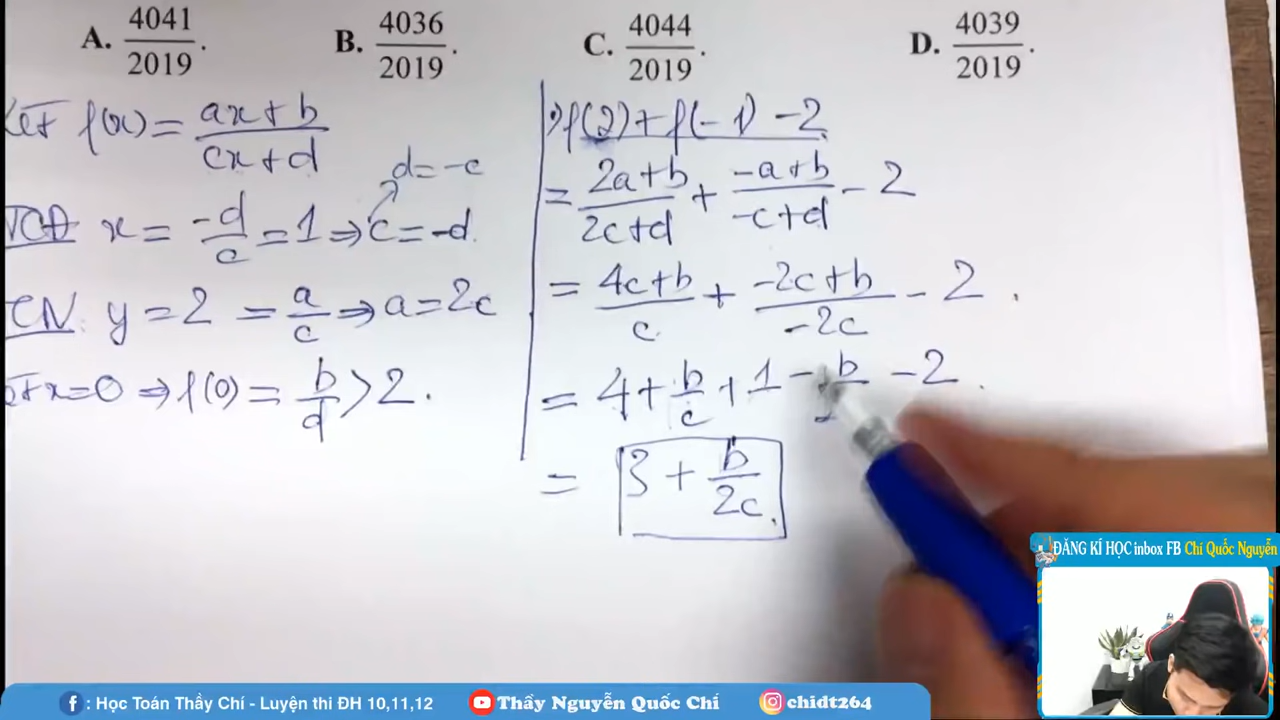 A. 4041/2019. B. 4036/2019. C. 4044/2019. D. 4039/2019.
f(x) = (ax+b)/(cx+d)
d=-c
TCĐ x = -d/c = 1 ⇒ c = -d.
TCN: y = 2 = a/c ⇒ a = 2c
x=0 ⇒ f(0) = b/d > 2.
f(2) + f(-1) - 2
= (2a+b)/(2c+d) + (-a+b)/(-c+d) - 2
= (4c+b)/c + (-2c+b)/(-2c) - 2.
= 4 + b/c + 1 - b/ - 2.
= 3 + b/2c.
ĐĂNG KÍ HỌC inbox FB Chí Quốc Nguyễn
: Học Toán Thầy Chí - Luyện thi ĐH 10,11,12
Thầy Nguyễn Quốc Chí
chidt264